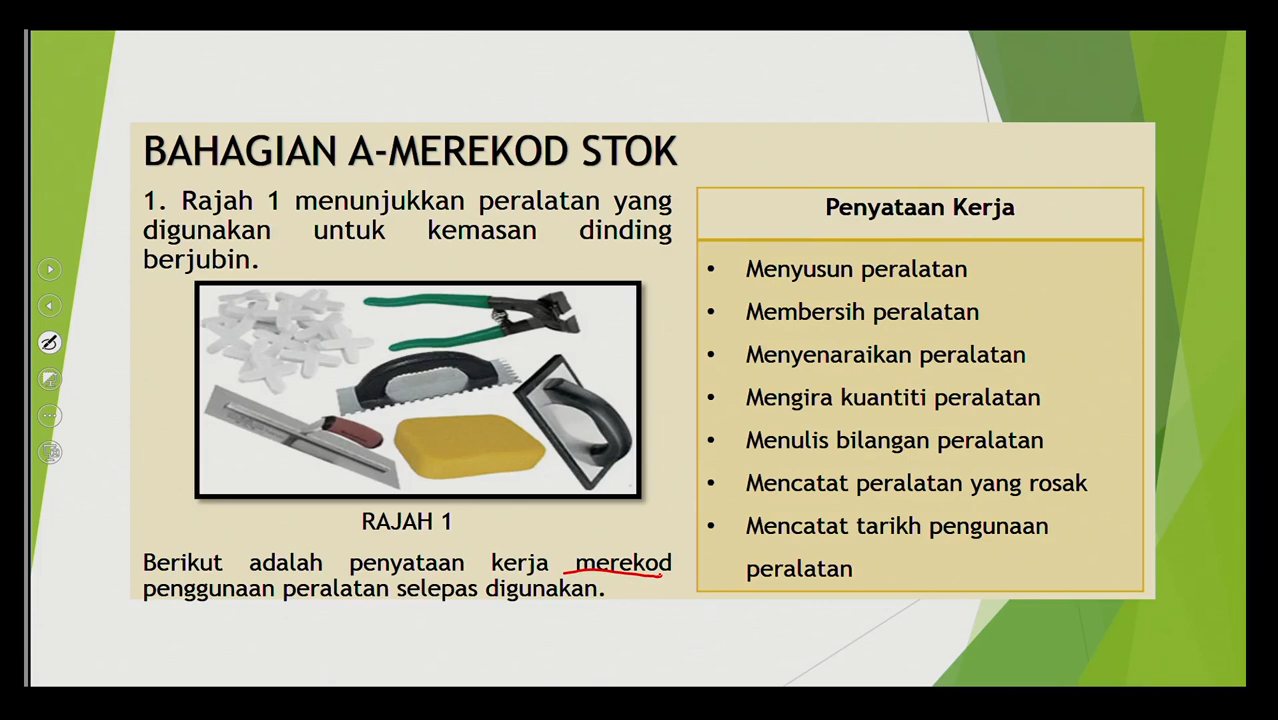 BAHAGIAN A-MEREKOD STOK
1. Rajah 1 menunjukkan peralatan yang
digunakan untuk kemasan dinding
berjubin.
RAJAH 1
Berikut adalah penyataan kerja merekod
penggunaan peralatan selepas digunakan.
Penyataan Kerja
• Menyusun peralatan
• Membersih peralatan
• Menyenaraikan peralatan
• Mengira kuantiti peralatan
• Menulis bilangan peralatan
• Mencatat peralatan yang rosak
• Mencatat tarikh pengunaan
peralatan